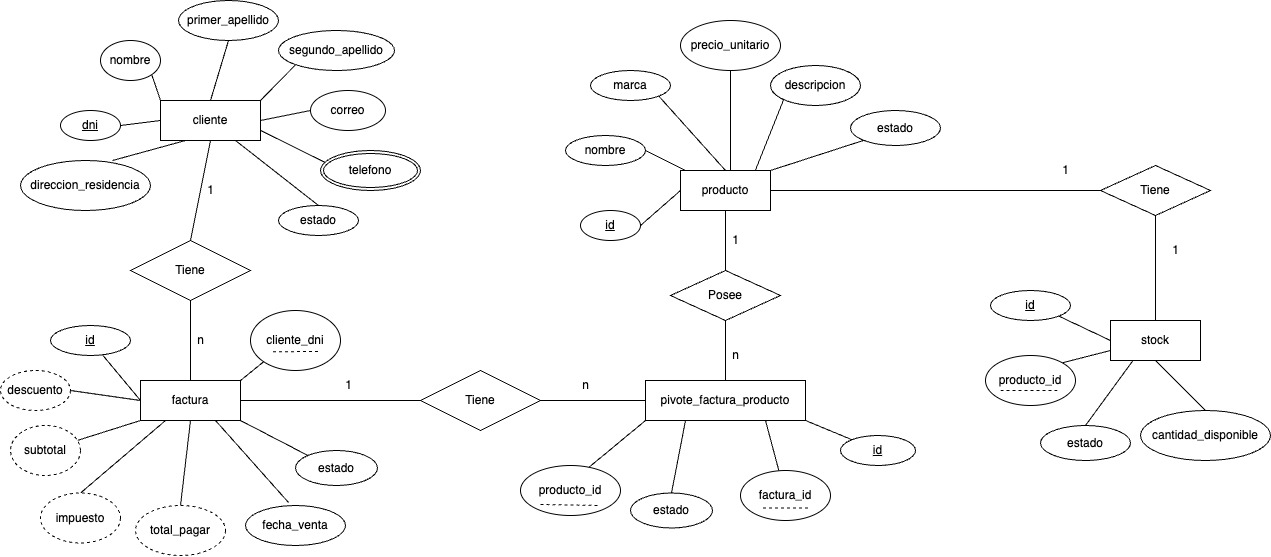 primer_apellido
segundo_apellido
nombre
correo
dni
cliente
telefono
direccion_residencia
estado
1
Tiene
n
precio_unitario
marca
descripcion
estado
nombre
producto
id
1
Tiene
1
1
Posee
n
id
stock
producto_id
estado
cantidad_disponible
id
cliente_dni
descuento
factura
1
Tiene
n
pivote_factura_producto
subtotal
estado
impuesto
total_pagar
fecha_venta
id
producto_id
estado
factura_id